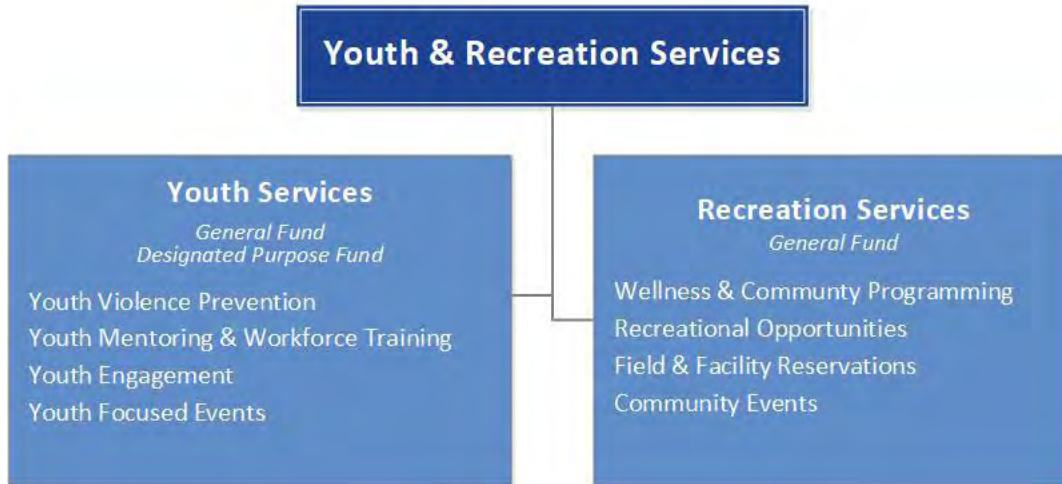 Youth & Recreation Services
Youth Services
General Fund
Designated Purpose Fund
Youth Violence Prevention
Youth Mentoring & Workforce Training
Youth Engagement
Youth Focused Events
Recreation Services
General Fund
Wellness & Communty Programming
Recreational Opportunities
Field & Facility Reservations
Community Events